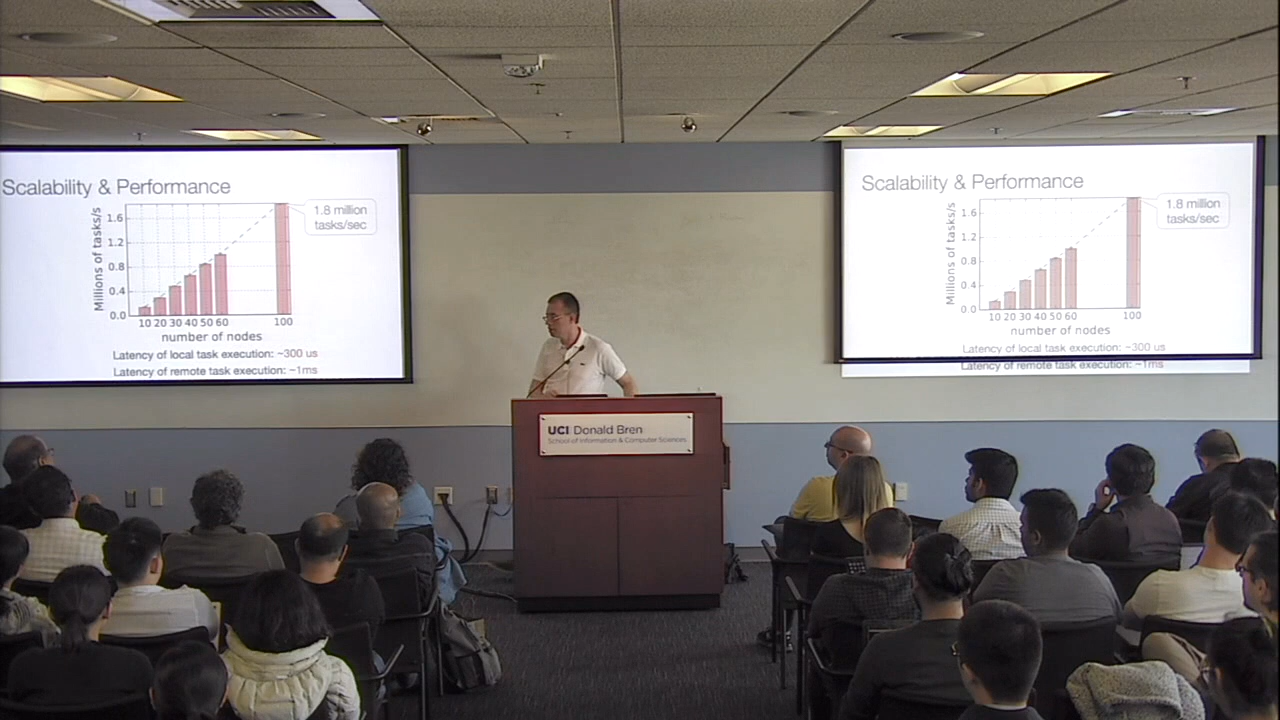 Scalability & Performance
1.8 million
tasks/sec
Millions of tasks/s
1.6
1.2
0.8
0.4
0.0
10 20 30 40 50 60 100
number of nodes
Latency of local task execution: ~300 us
Latency of remote task execution: ~1ms
Scalability & Performance
1.8 million
tasks/sec
Millions of tasks/s
1.6
1.2
0.8
0.4
0.0
10 20 30 40 50 60 100
number of nodes
Latency of local task execution: ~300 us
Latency of remote task execution: ~1ms
UCI Donald Bren
School of Information & Computer Sciences